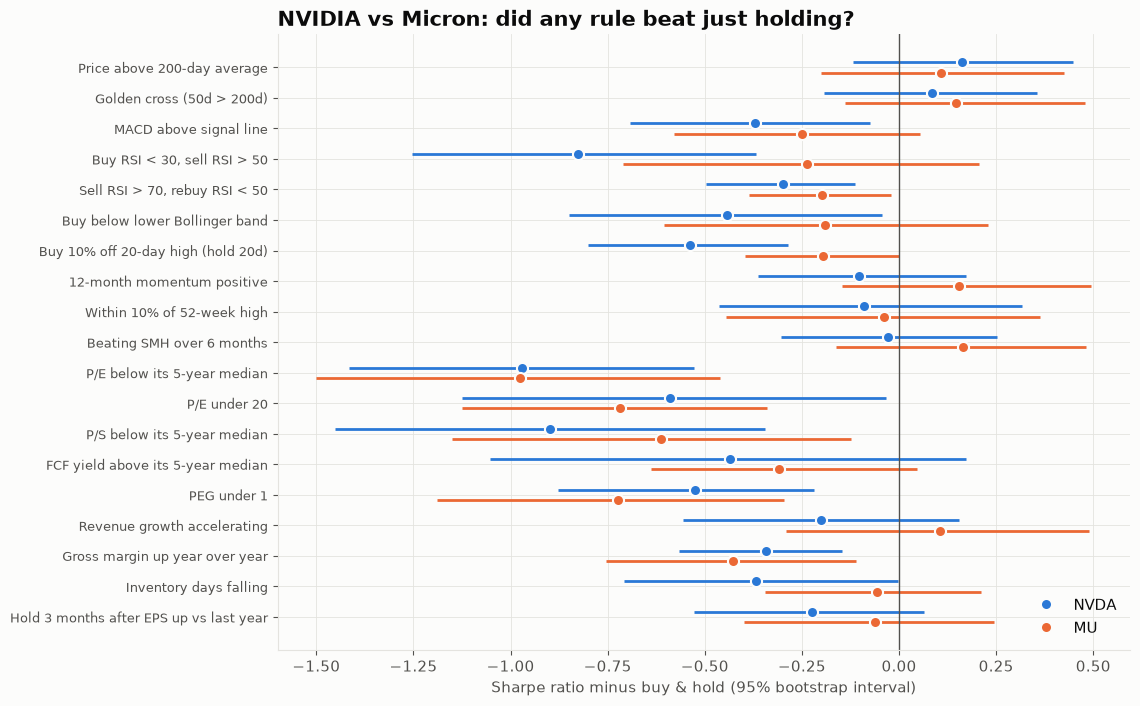 NVIDIA vs Micron: did any rule beat just holding?
Price above 200-day average
Golden cross (50d > 200d)
MACD above signal line
Buy RSI < 30, sell RSI > 50
Sell RSI > 70, rebuy RSI < 50
Buy below lower Bollinger band
Buy 10% off 20-day high (hold 20d)
12-month momentum positive
Within 10% of 52-week high
Beating SMH over 6 months
P/E below its 5-year median
P/E under 20
P/S below its 5-year median
FCF yield above its 5-year median
PEG under 1
Revenue growth accelerating
Gross margin up year over year
Inventory days falling
Hold 3 months after EPS up vs last year
NVDA
MU
−1.50 −1.25 −1.00 −0.75 −0.50 −0.25 0.00 0.25 0.50
Sharpe ratio minus buy & hold (95% bootstrap interval)